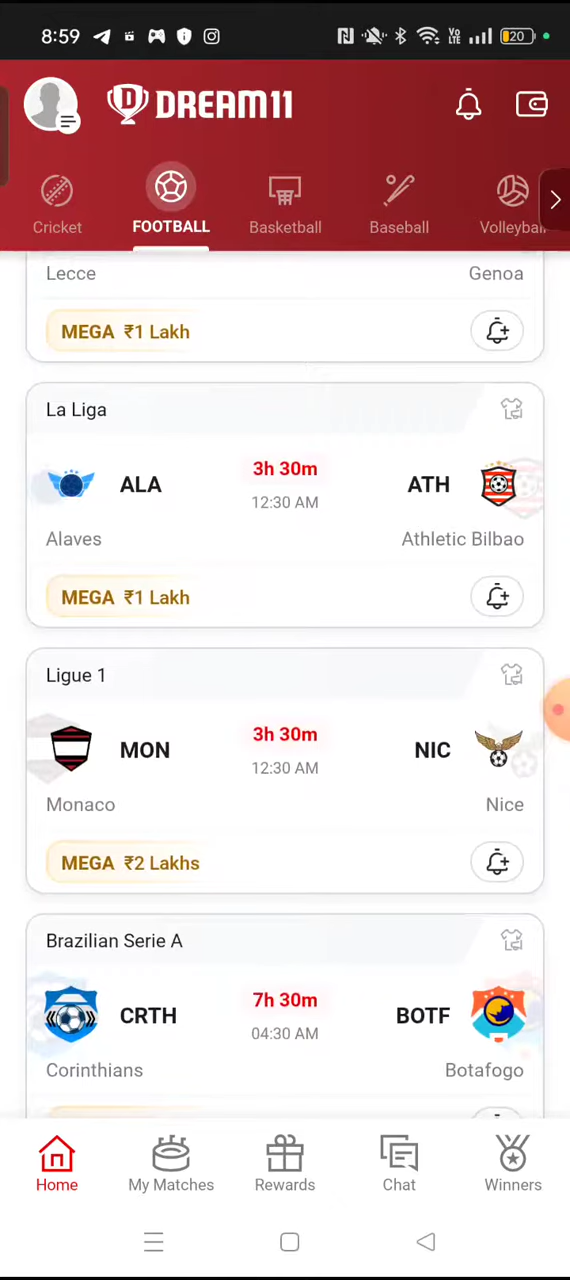 8:59 VO LTE 20
DREAM11
Cricket FOOTBALL Basketball Baseball Volleyball
Lecce Genoa
MEGA ₹1 Lakh
La Liga
3h 30m
ALA ATH
12:30 AM
Alaves Athletic Bilbao
MEGA ₹1 Lakh
Ligue 1
3h 30m
MON NIC
12:30 AM
Monaco Nice
MEGA ₹2 Lakhs
Brazilian Serie A
7h 30m
CRTH BOTF
04:30 AM
Corinthians Botafogo
Home My Matches Rewards Chat Winners